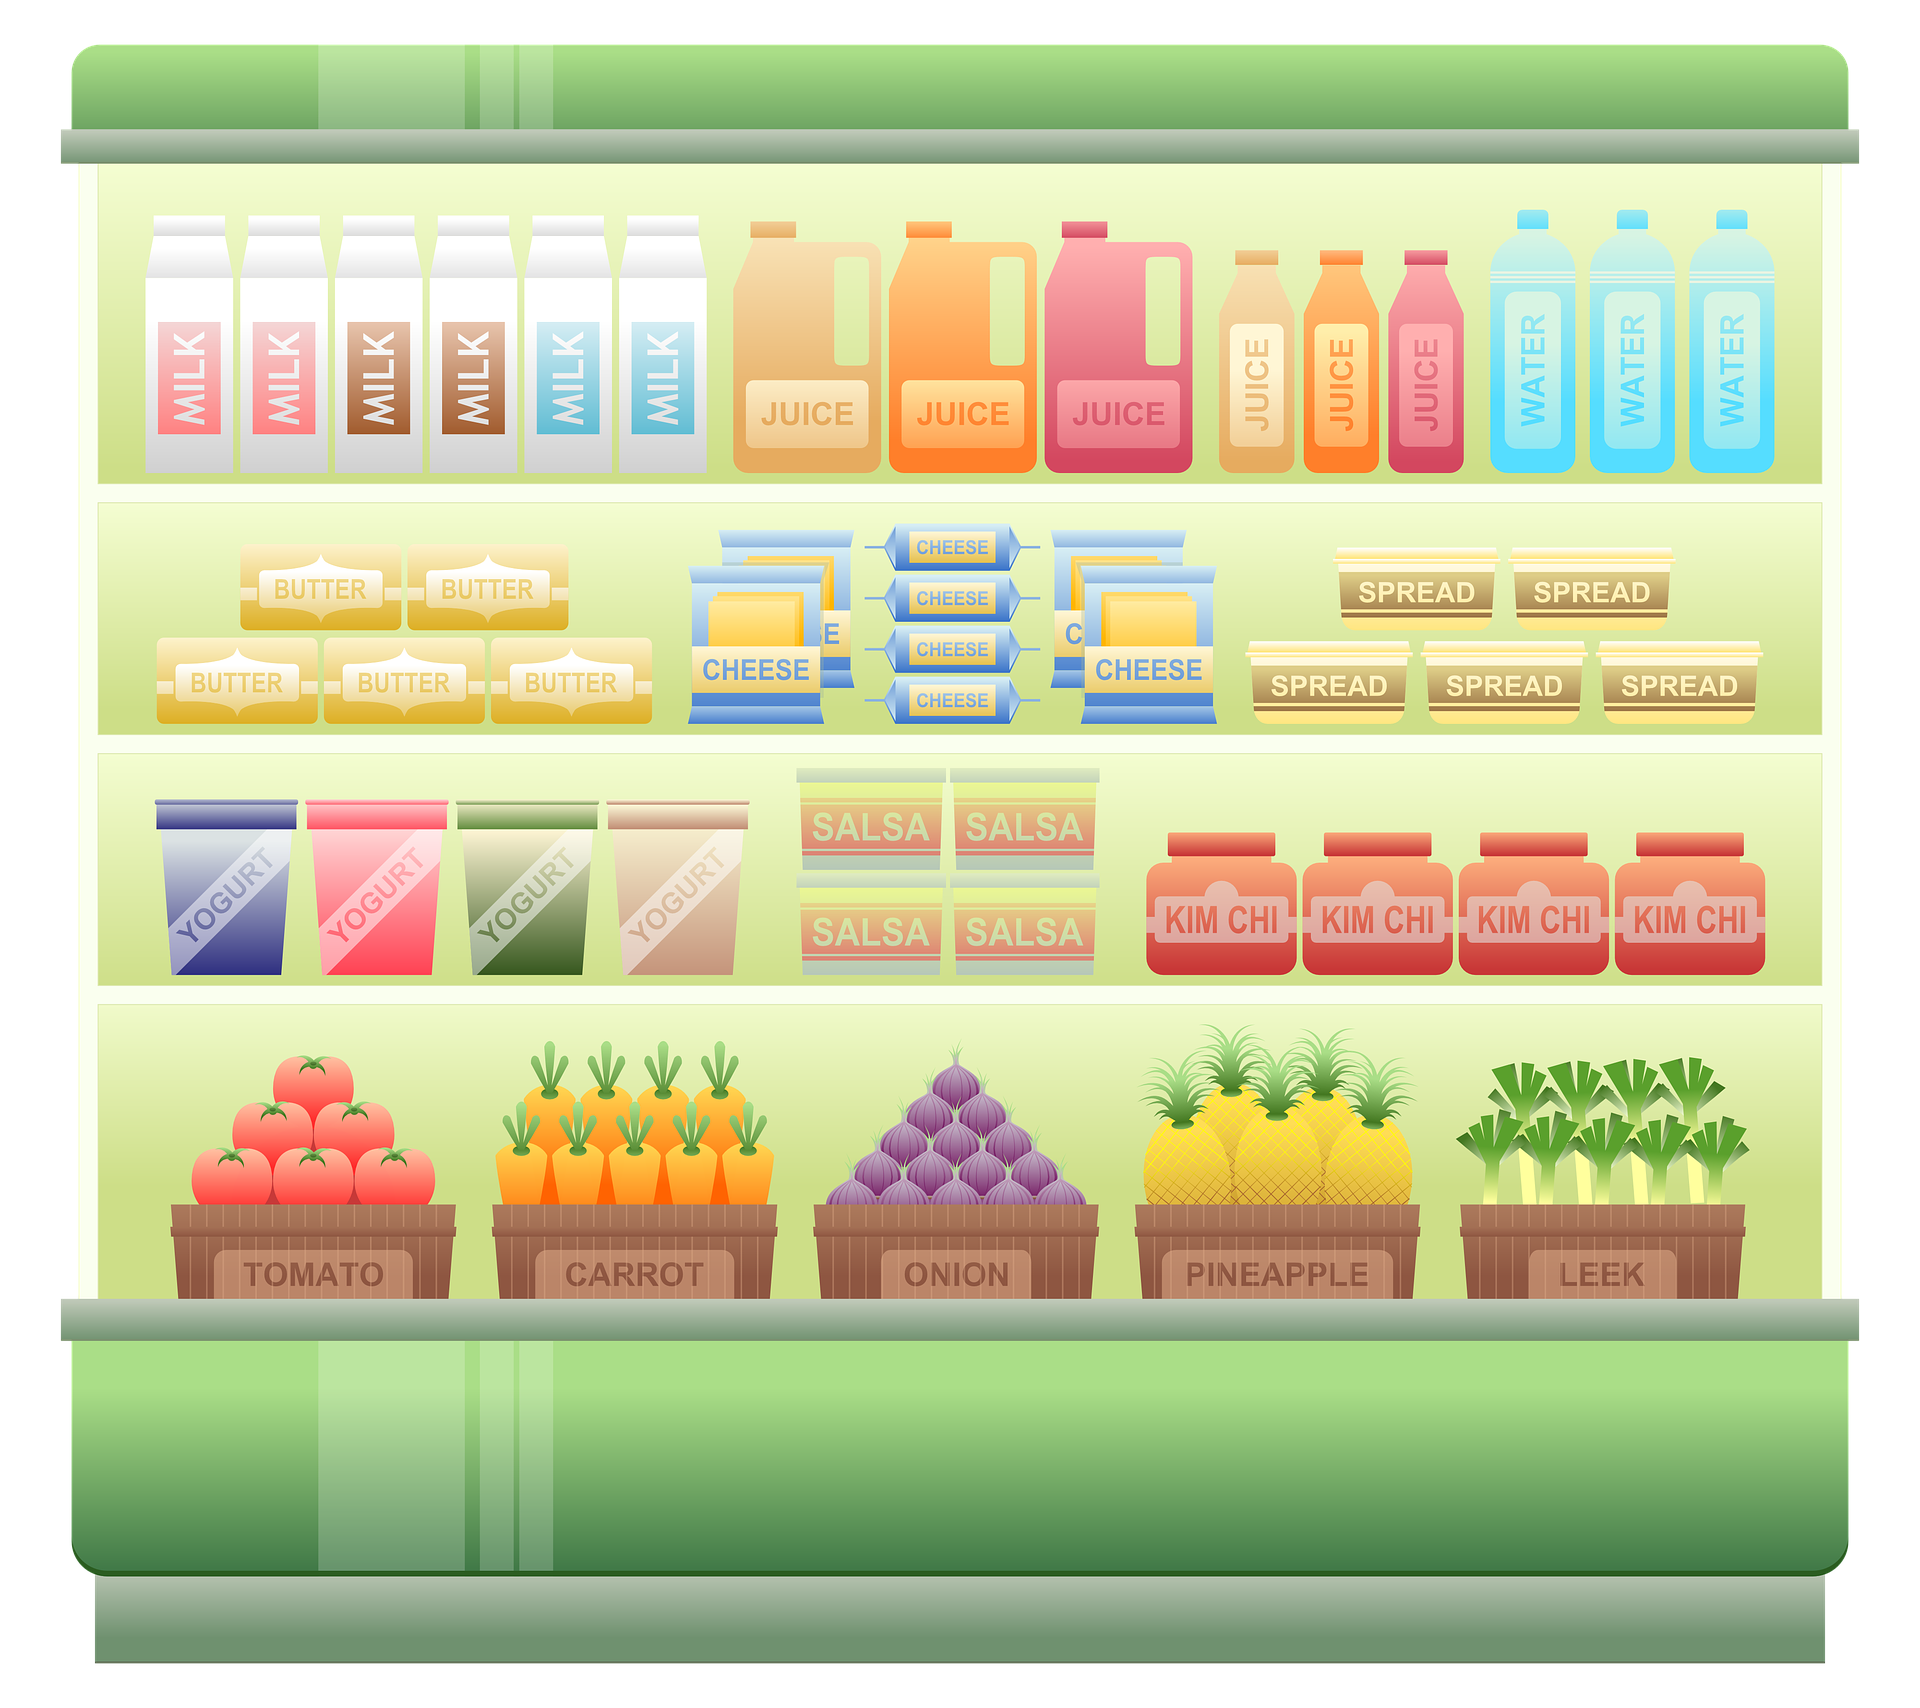 MILK
MILK
MILK
MILK
MILK
MILK
JUICE
JUICE
JUICE
JUICE
JUICE
JUICE
WATER
WATER
WATER
BUTTER
BUTTER
BUTTER
BUTTER
BUTTER
CHEESE
SE
CHEESE
CHEESE
CHEESE
CHEESE
C
CHEESE
SPREAD
SPREAD
SPREAD
SPREAD
SPREAD
YOGURT
YOGURT
YOGURT
YOGURT
SALSA
SALSA
SALSA
SALSA
KIM CHI
KIM CHI
KIM CHI
KIM CHI
TOMATO
CARROT
ONION
PINEAPPLE
LEEK